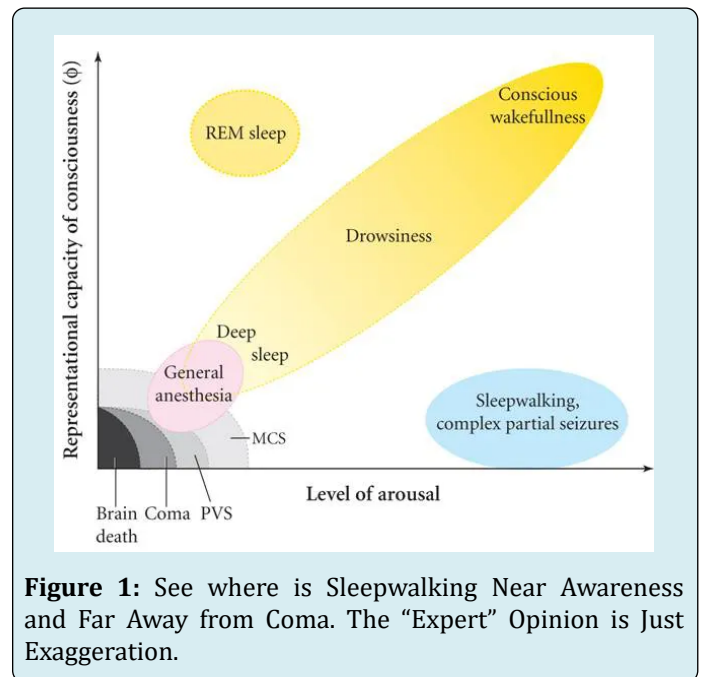 Representational capacity of consciousness (ϕ)
REM sleep
Conscious
wakefullness
Drowsiness
Deep
sleep
General
anesthesia
Sleepwalking,
complex partial seizures
MCS
Level of arousal
Brain
death
Coma
PVS
Figure 1: See where is Sleepwalking Near Awareness
and Far Away from Coma. The “Expert” Opinion is Just
Exaggeration.